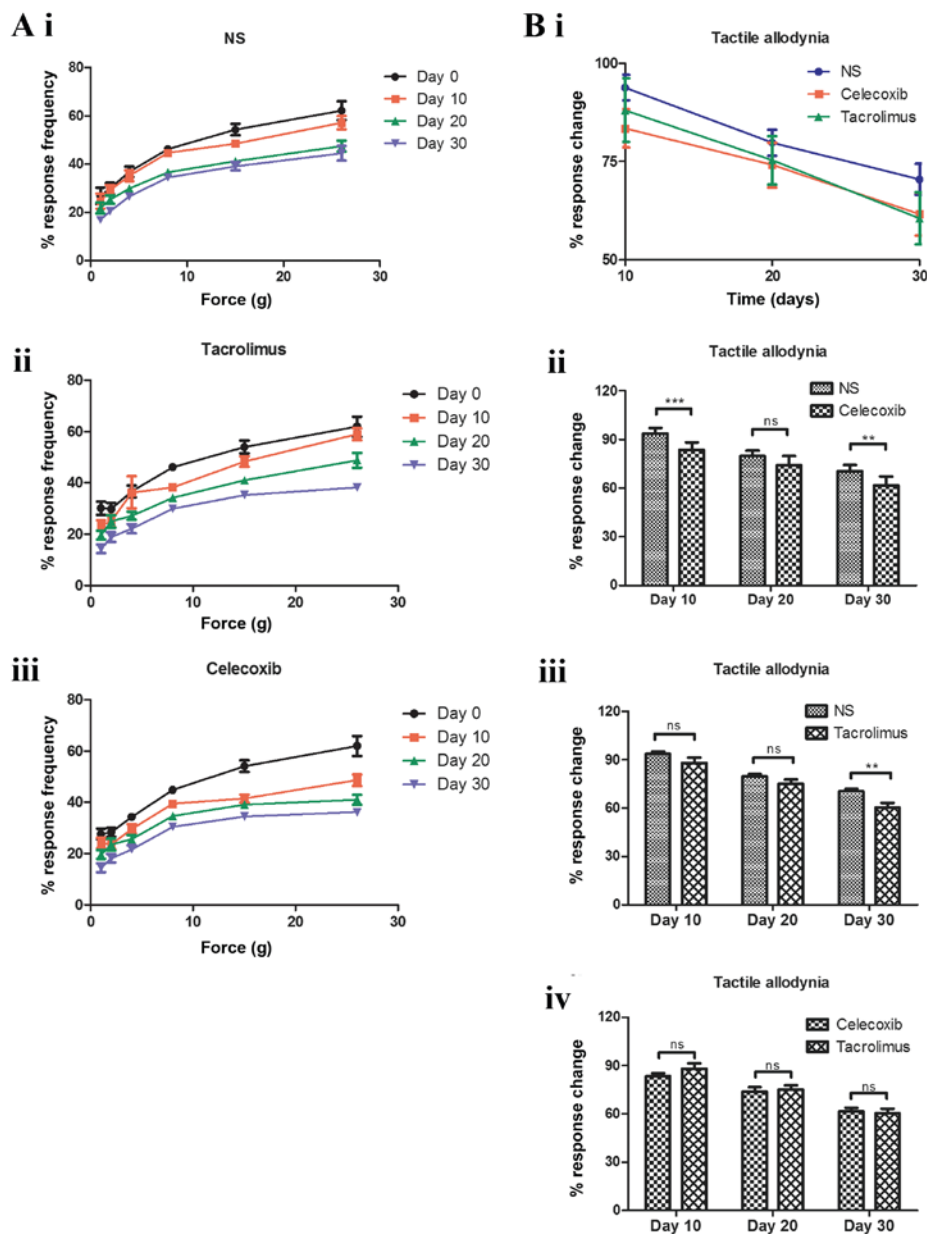 A i
NS
% response frequency
80
60
40
20
0
0 10 20 30
Force (g)
Day 0
Day 10
Day 20
Day 30
ii
Tacrolimus
% response frequency
80
60
40
20
0
0 10 20 30
Force (g)
Day 0
Day 10
Day 20
Day 30
iii
Celecoxib
% response frequency
80
60
40
20
0
0 10 20 30
Force (g)
Day 0
Day 10
Day 20
Day 30
B i
Tactile allodynia
% response change
100
75
50
10 20 30
Time (days)
NS
Celecoxib
Tacrolimus
ii
Tactile allodynia
% response change
120
90
60
30
0
NS
Celecoxib
*** ns **
Day 10 Day 20 Day 30
iii
Tactile allodynia
% response change
120
90
60
30
0
NS
Tacrolimus
ns ns **
Day 10 Day 20 Day 30
iv
Tactile allodynia
% response change
120
90
60
30
0
Celecoxib
Tacrolimus
ns ns ns
Day 10 Day 20 Day 30